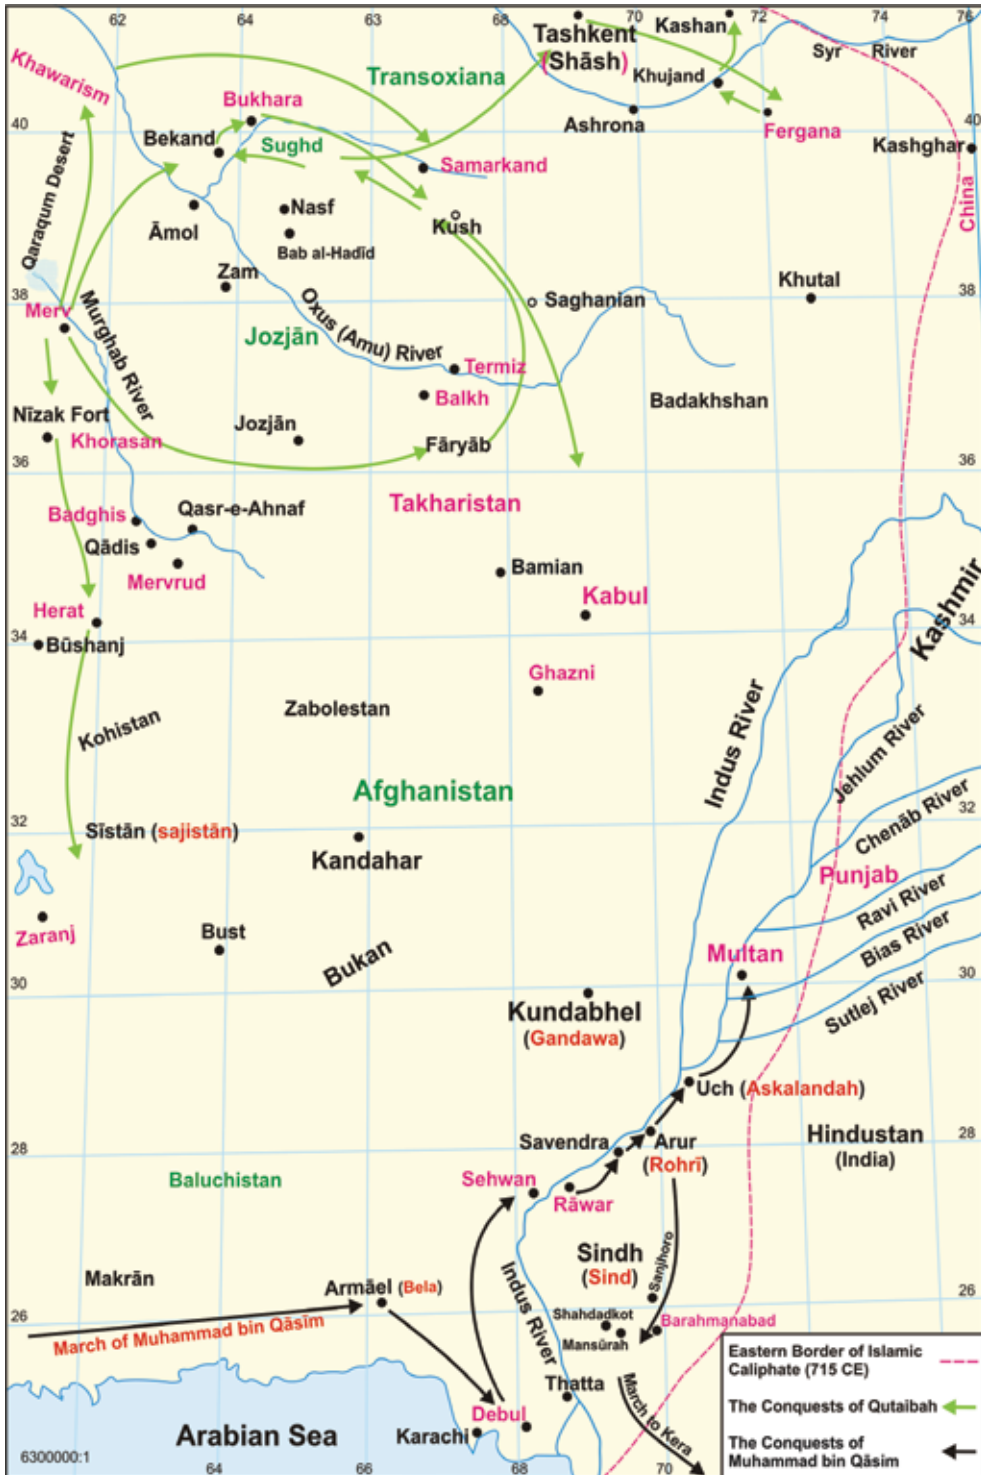 62
64
63
68
70
72
74
76
Kashan
Tashkent
(Shāsh)
Syr River
Khawarism
Transoxiana
Khujand
Bukhara
40
Bekand
Sughd
Ashrona
Fergana
40
Samarkand
Kashghar
Qaraqum Desert
Āmol
Nasf
Kush
China
Bab al-Hadīd
Zam
Khutal
38
Saghanian
38
Merv
Murghab River
Oxus (Amu) River
Jozjān
Termiz
Balkh
Badakhshan
Nīzak Fort
Khorasan
Jozjān
Fāryāb
36
36
Badghis
Qasr-e-Ahnaf
Takharistan
Qādis
Mervrud
Bamian
Kabul
Kashmir
Herat
34
Būshanj
34
Ghazni
Zabolestan
Kohistan
Indus River
Jehlum River
Afghanistan
Chenāb River
32
Sīstān (sajistān)
32
Kandahar
Punjab
Ravi River
Zaranj
Bust
Bukan
Multan
Bias River
30
30
Sutlej River
Kundabhel
(Gandawa)
Uch (Askalandah)
28
Savendra
Arur
(Rohrī)
Hindustan
(India)
28
Baluchistan
Sehwan
Rāwar
Makrān
Sindh
(Sind)
Sanjhoro
Armāel (Bela)
Indus River
26
26
March of Muhammad bin Qāsim
Shahdadkot
Mansūrah
Barahmanabad
Eastern Border of Islamic
Caliphate (715 CE)
Thatta
March to Kera
The Conquests of Qutaibah
Debul
Arabian Sea
Karachi
The Conquests of
Muhammad bin Qāsim
6300000:1
64
66
68
70